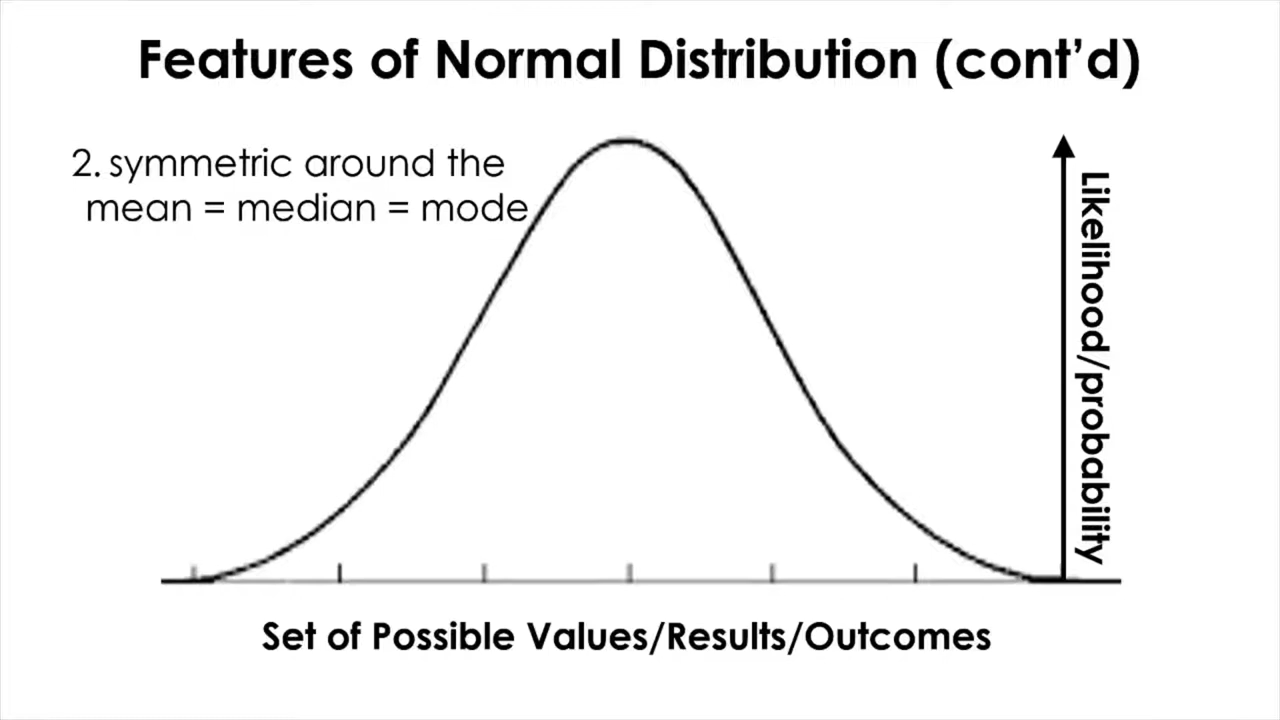 Features of Normal Distribution (cont’d)
2. symmetric around the
mean = median = mode
Likelihood/probability
Set of Possible Values/Results/Outcomes